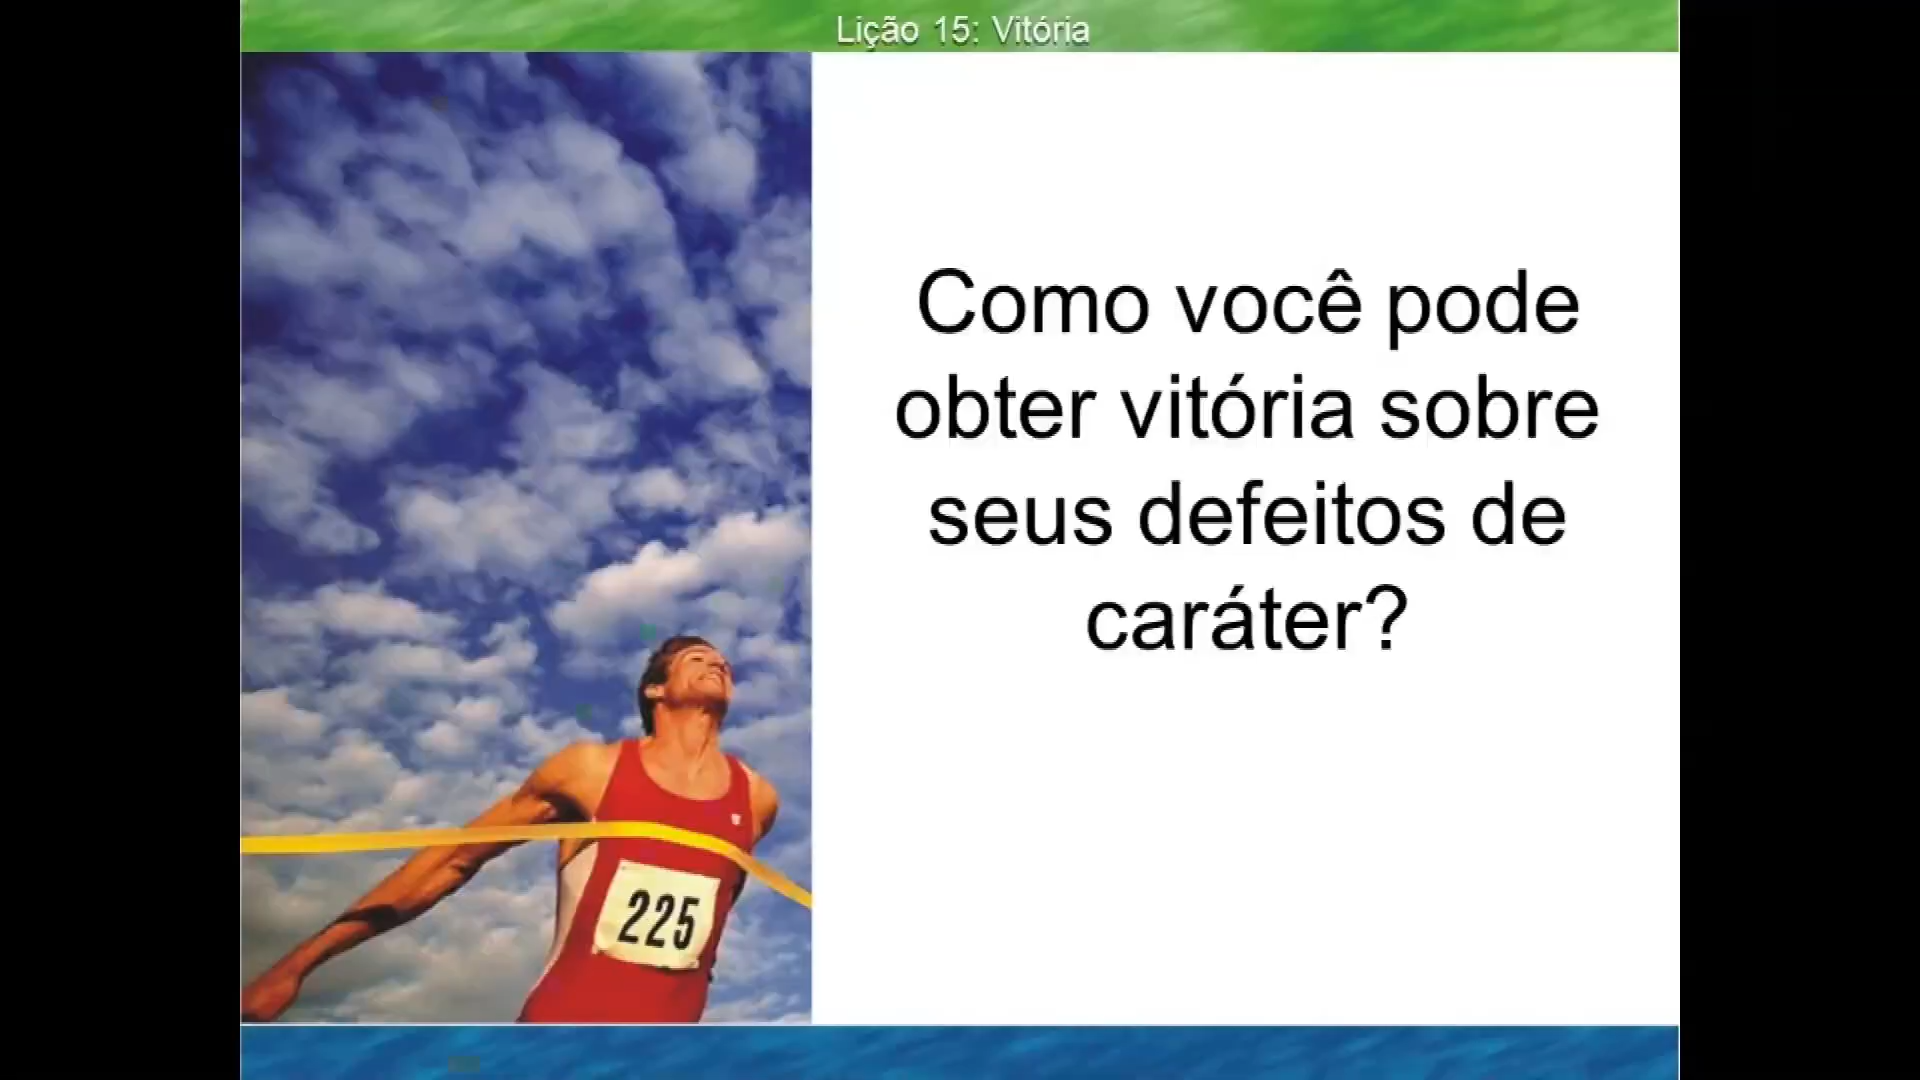 Lição 15: Vitória
Como você pode
obter vitória sobre
seus defeitos de
caráter?
225